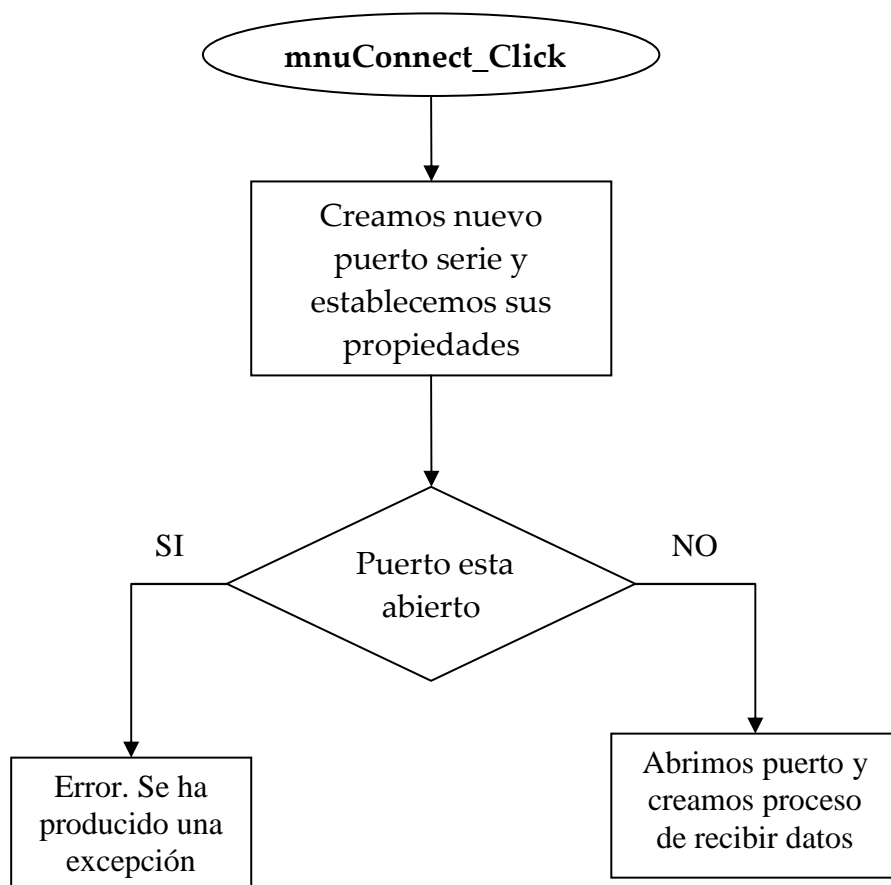 mnuConnect_Click
Creamos nuevo
puerto serie y
establecemos sus
propiedades
SI
NO
Puerto esta
abierto
Error. Se ha
producido una
excepción
Abrimos puerto y
creamos proceso
de recibir datos